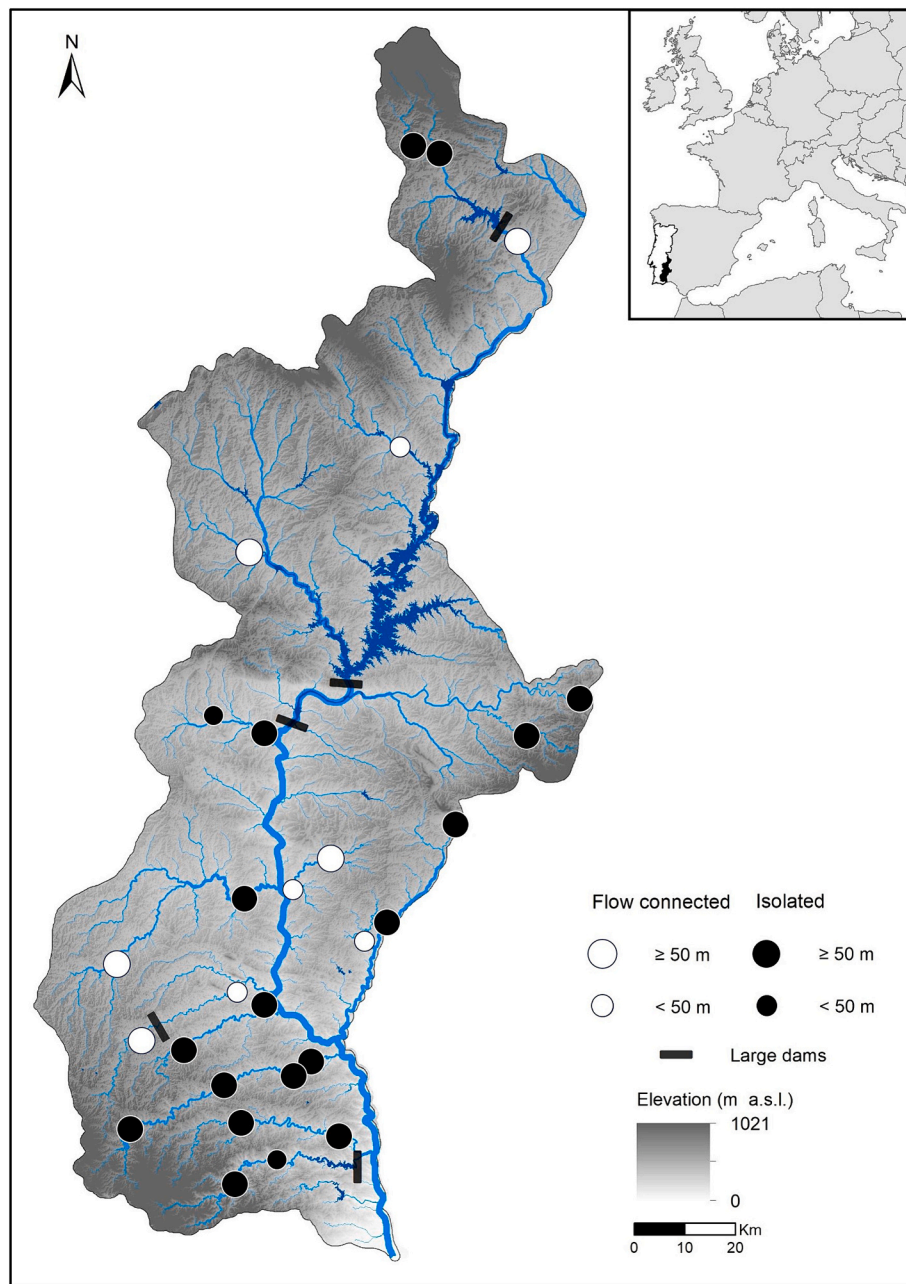 N
Flow connected Isolated
≥ 50 m ≥ 50 m
< 50 m < 50 m
Large dams
Elevation (m a.s.l.)
1021
0
Km
0 10 20